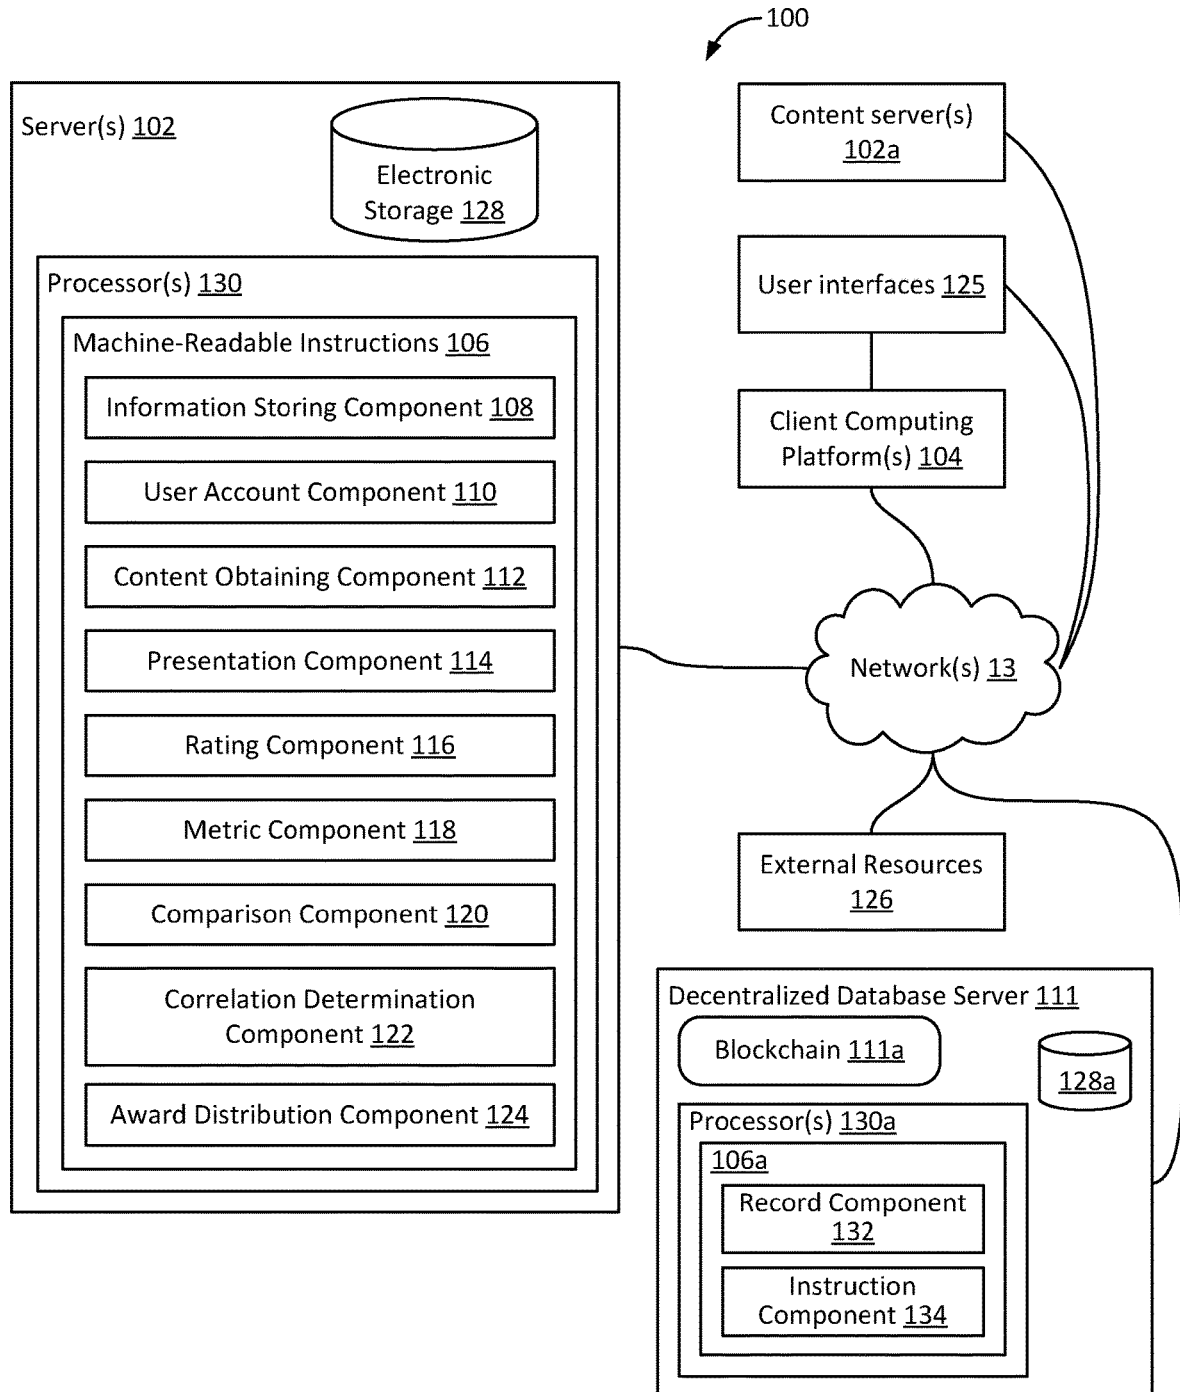 100
Server(s) 102
Electronic
Storage 128
Processor(s) 130
Machine-Readable Instructions 106
Information Storing Component 108
User Account Component 110
Content Obtaining Component 112
Presentation Component 114
Rating Component 116
Metric Component 118
Comparison Component 120
Correlation Determination
Component 122
Award Distribution Component 124
Content server(s)
102a
User interfaces 125
Client Computing
Platform(s) 104
Network(s) 13
External Resources
126
Decentralized Database Server 111
Blockchain 111a
128a
Processor(s) 130a
106a
Record Component
132
Instruction
Component 134